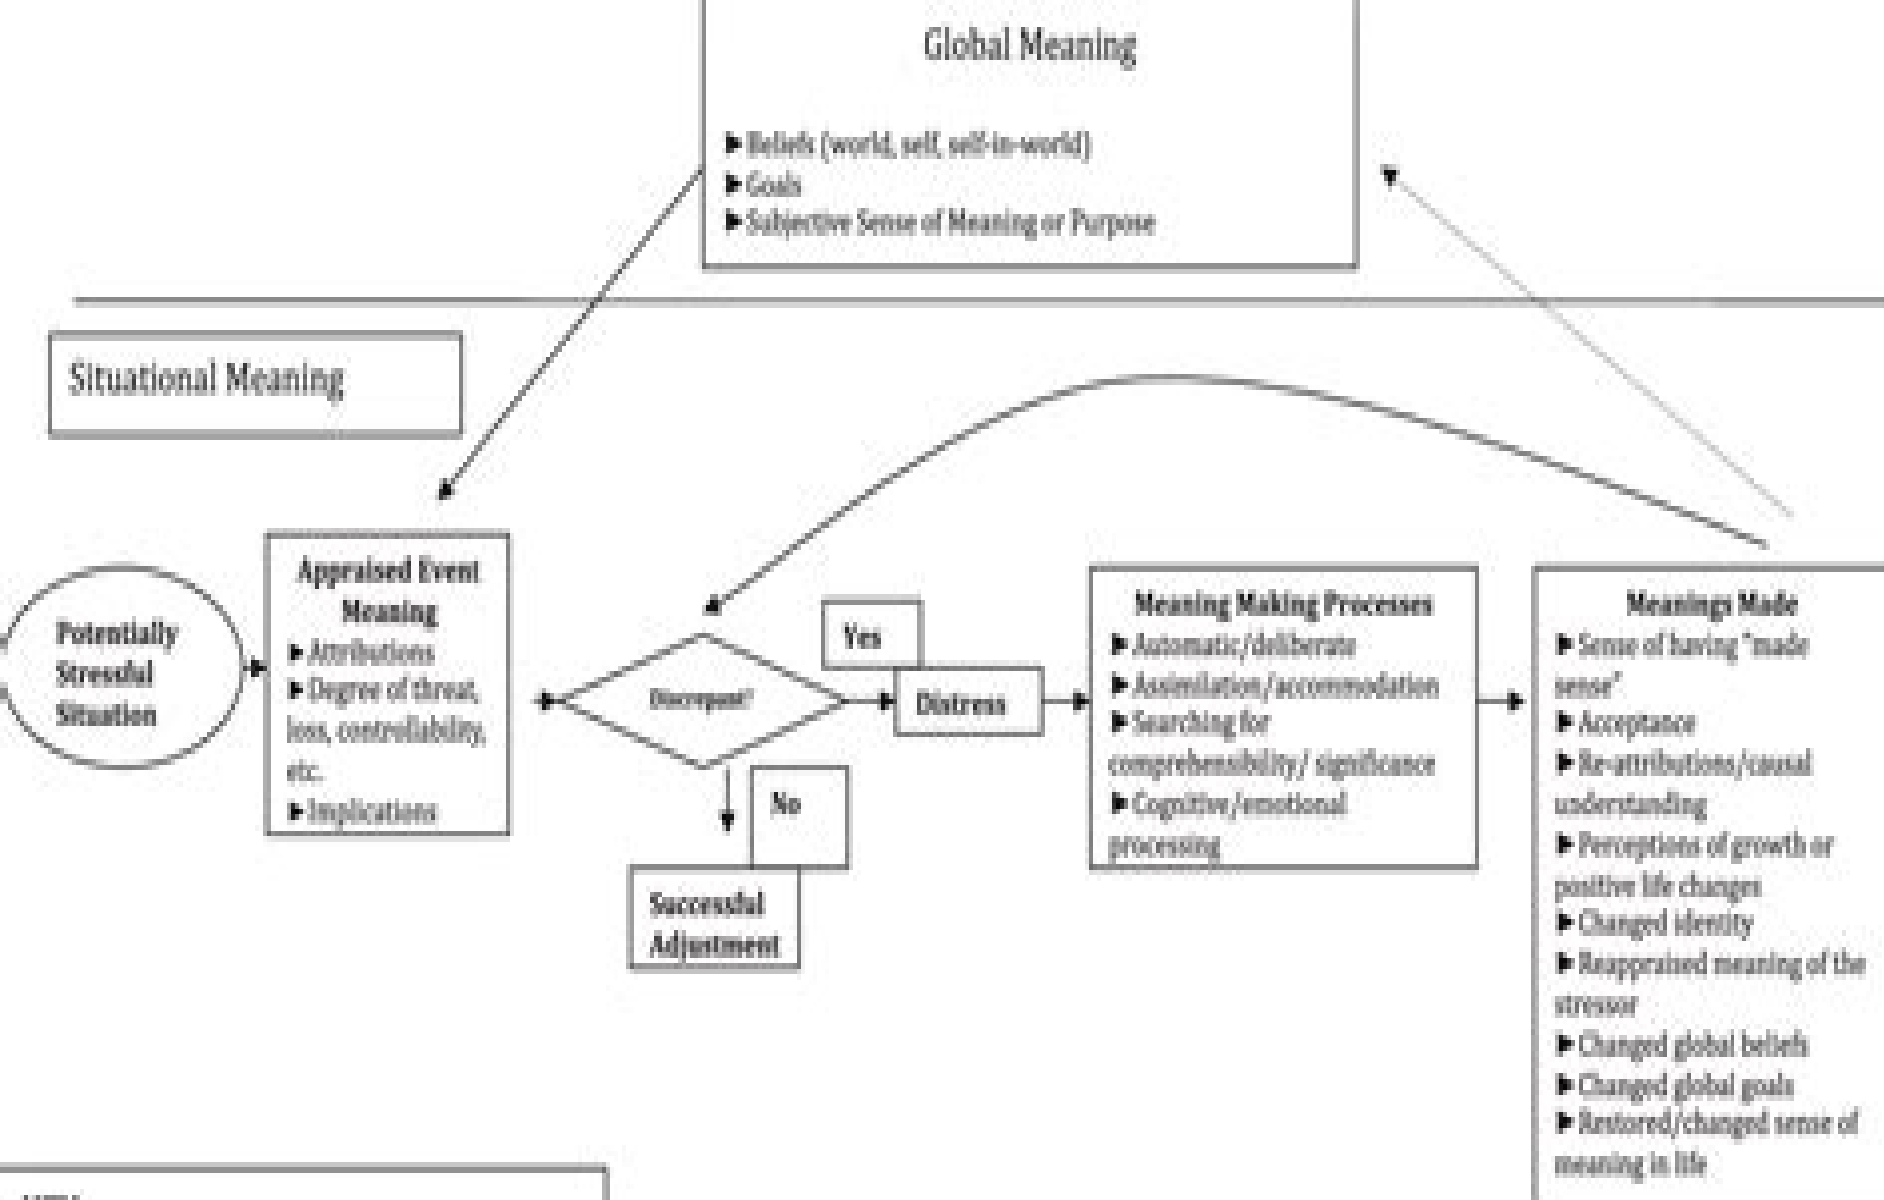 Global Meaning
▶Beliefs (world, self, self-in-world)
▶Goals
▶Subjective Sense of Meaning or Purpose
Situational Meaning
Potentially
Stressful
Situation
Appraised Event
Meaning
▶Attributions
▶Degree of threat,
loss, controllability,
etc.
▶Implications
Discrepant?
Yes
Distress
No
Successful
Adjustment
Meaning Making Processes
▶Automatic/deliberate
▶Assimilation/accommodation
▶Searching for
comprehensibility/ significance
▶Cognitive/emotional
processing
Meanings Made
▶Sense of having "made
sense"
▶Acceptance
▶Re-attributions/causal
understanding
▶Perceptions of growth or
positive life changes
▶Changed identity
▶Reappraised meaning of the
stressor
▶Changed global beliefs
▶Changed global goals
▶Restored/changed sense of
meaning in life